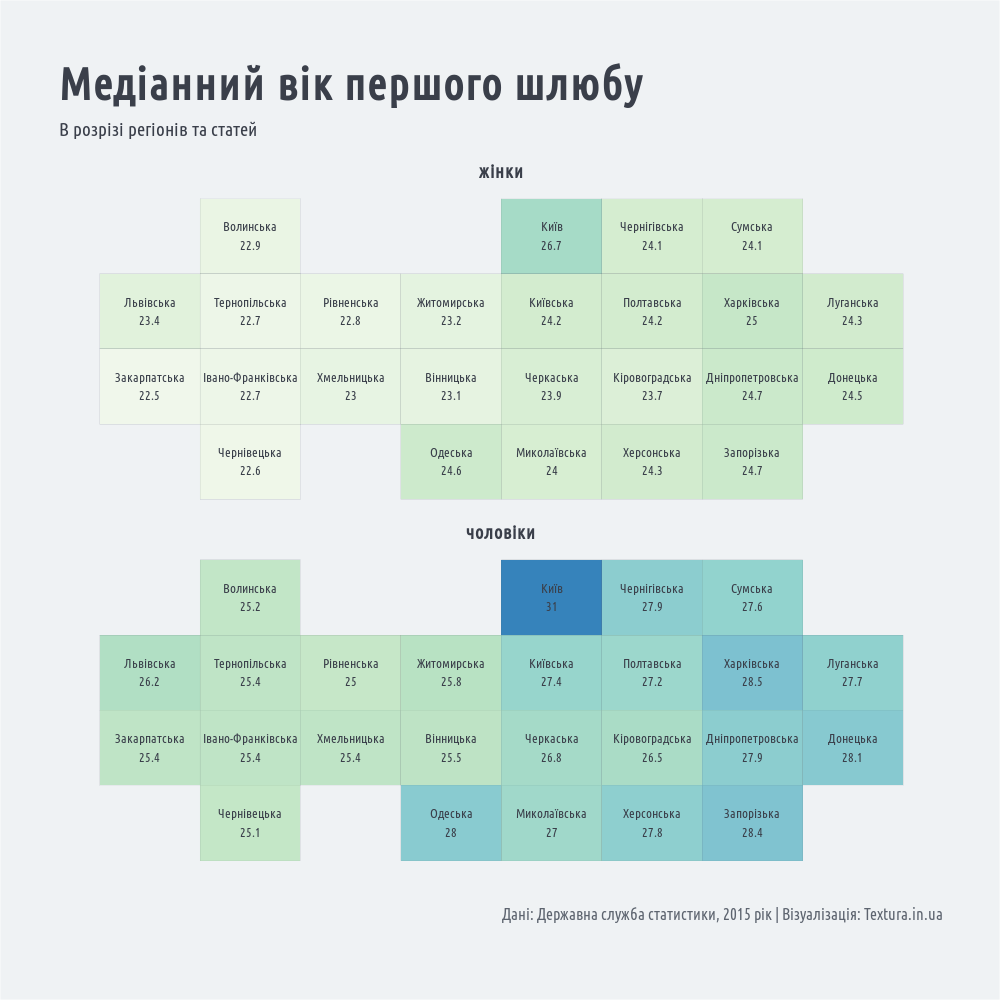 Медіанний вік першого шлюбу
В розрізі регіонів та статей
жінки
Волинська Київ Чернігівська Сумська
22.9 26.7 24.1 24.1
Львівська Тернопільська Рівненська Житомирська Київська Полтавська Харківська Луганська
23.4 22.7 22.8 23.2 24.2 24.2 25 24.3
Закарпатська Івано-Франківська Хмельницька Вінницька Черкаська Кіровоградська Дніпропетровська Донецька
22.5 22.7 23 23.1 23.9 23.7 24.7 24.5
Чернівецька Одеська Миколаївська Херсонська Запорізька
22.6 24.6 24 24.3 24.7
чоловіки
Волинська Київ Чернігівська Сумська
25.2 31 27.9 27.6
Львівська Тернопільська Рівненська Житомирська Київська Полтавська Харківська Луганська
26.2 25.4 25 25.8 27.4 27.2 28.5 27.7
Закарпатська Івано-Франківська Хмельницька Вінницька Черкаська Кіровоградська Дніпропетровська Донецька
25.4 25.4 25.4 25.5 26.8 26.5 27.9 28.1
Чернівецька Одеська Миколаївська Херсонська Запорізька
25.1 28 27 27.8 28.4
Дані: Державна служба статистики, 2015 рік | Візуалізація: Textura.in.ua